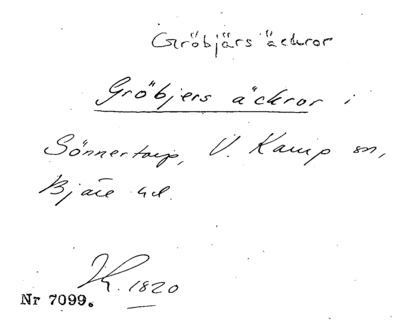 Gröbjärs äckror
Gröbjers äckror i
Sönnertorp, V. Karup sn,
Bjäre hd.
1820
Nr 7099.